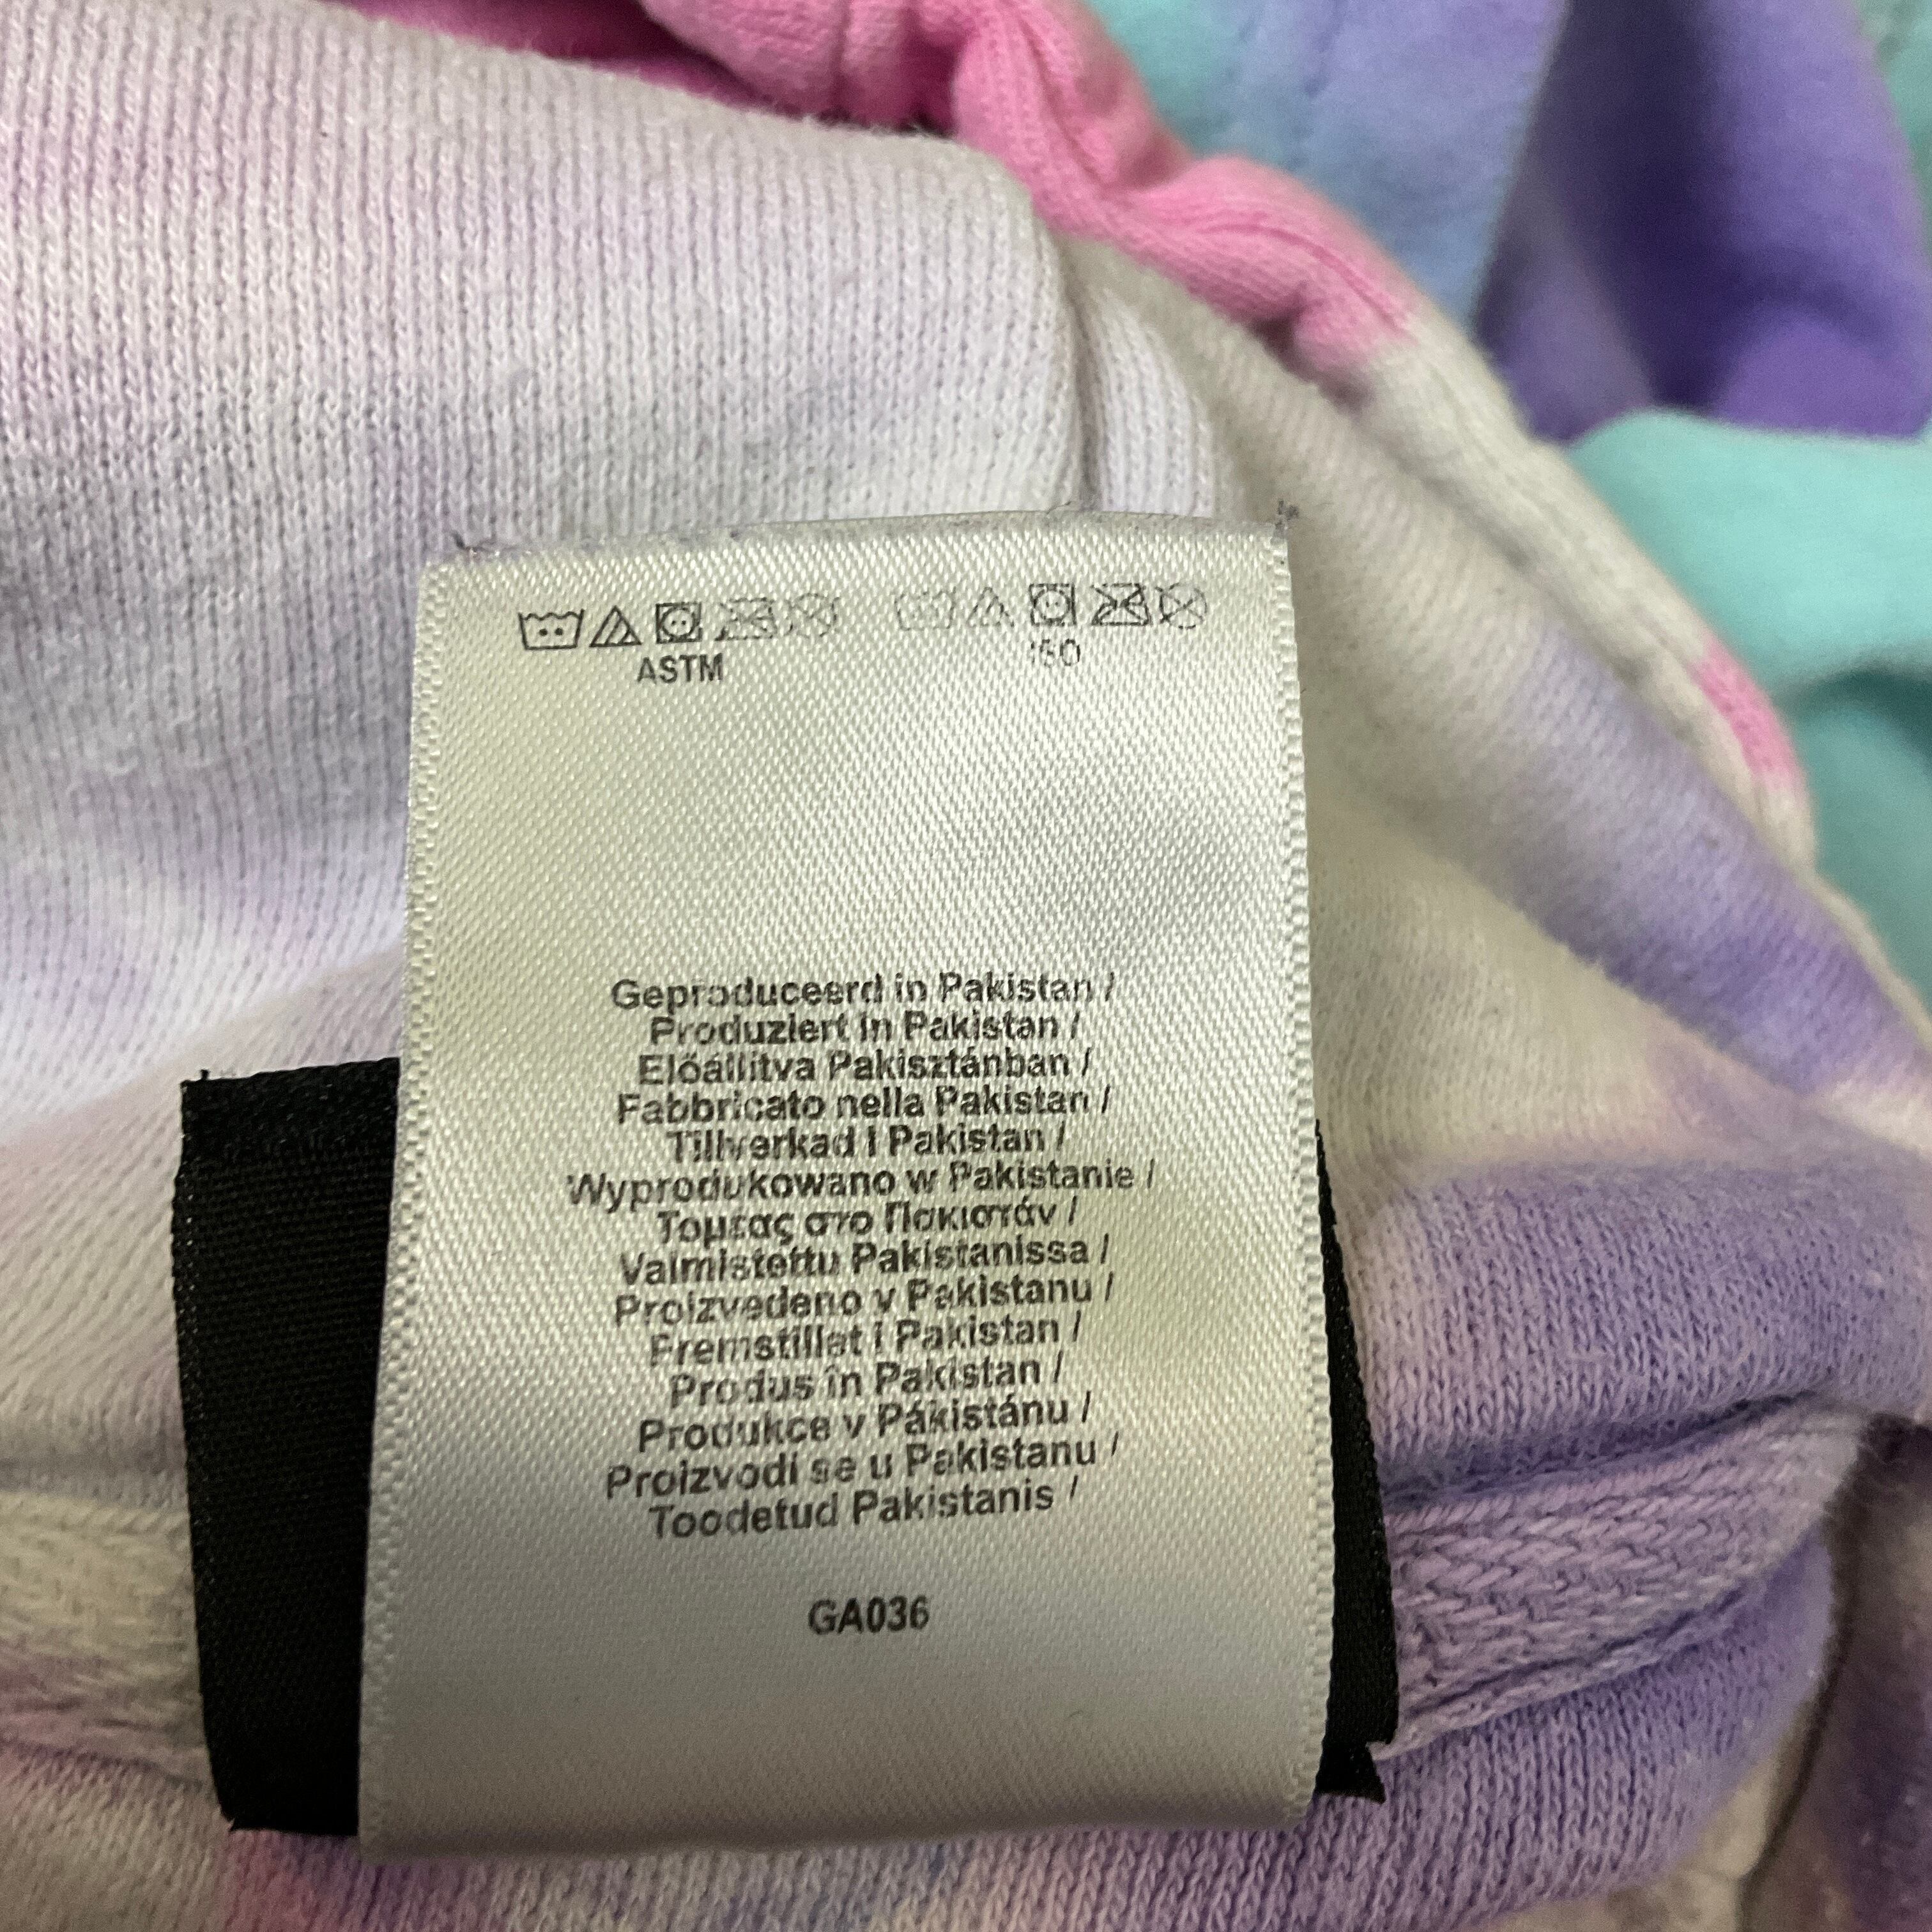 ASTM
Geproduceerd in Pakistan /
Produziert in Pakistan /
Előállítva Pakisztánban /
Fabbricato nella Pakistan /
Tillverkad i Pakistan /
Wyprodukowano w Pakistanie /
Τομεας στο Πακιστάν /
Valmistettu Pakistanissa /
Proizvedeno v Pakistanu /
Fremstillet i Pakistan /
Produs în Pakistan /
Produkce v Pákistánu /
Proizvodi se u Pakistanu /
Toodetud Pakistanis /
GA036